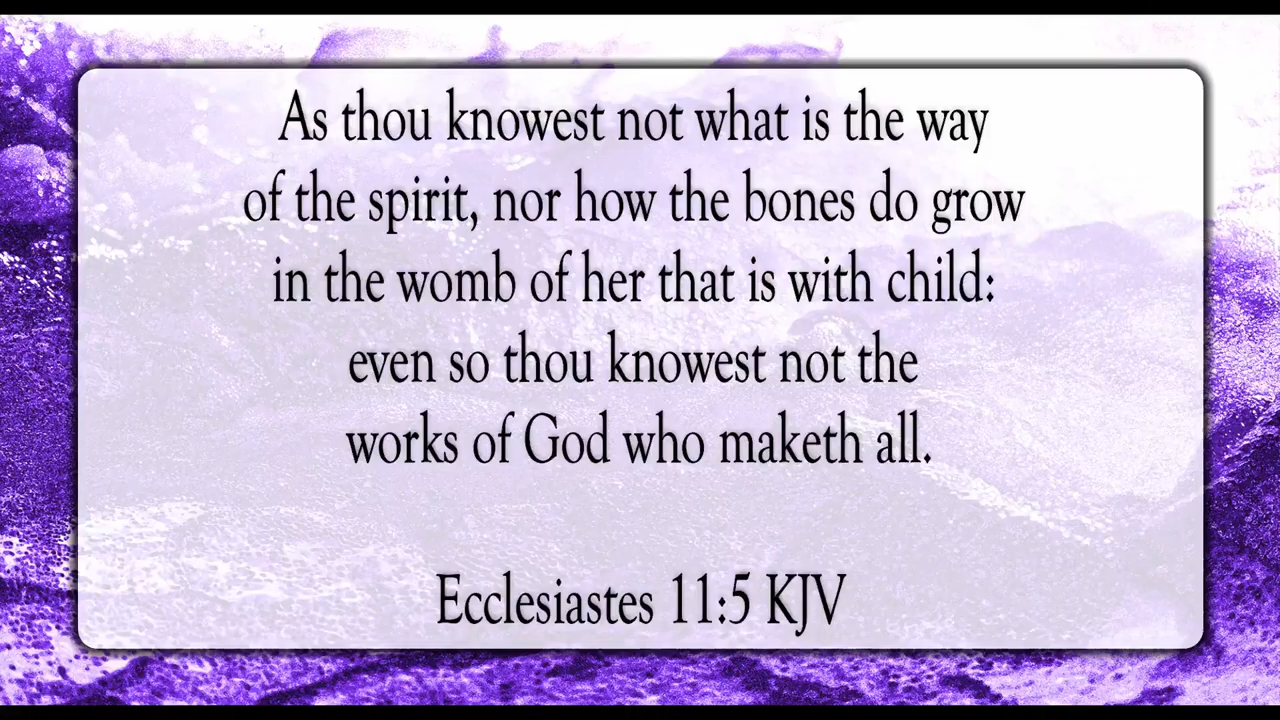 As thou knowest not what is the way
of the spirit, nor how the bones do grow
in the womb of her that is with child:
even so thou knowest not the
works of God who maketh all.
Ecclesiastes 11:5 KJV